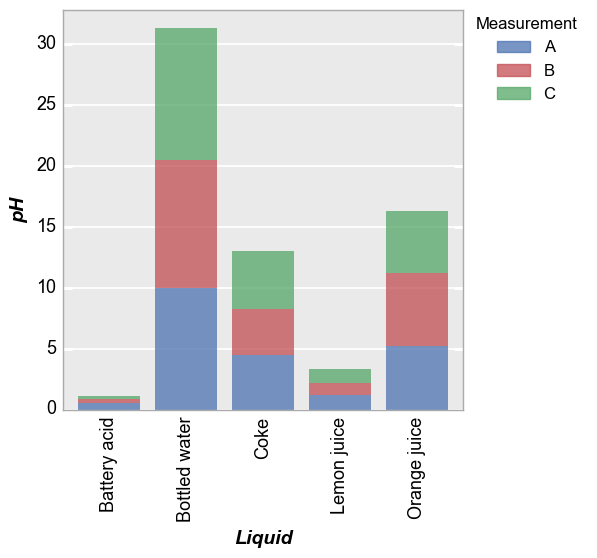 Measurement
A
B
C
30
25
20
15
10
5
0
pH
Battery acid
Bottled water
Coke
Lemon juice
Orange juice
Liquid